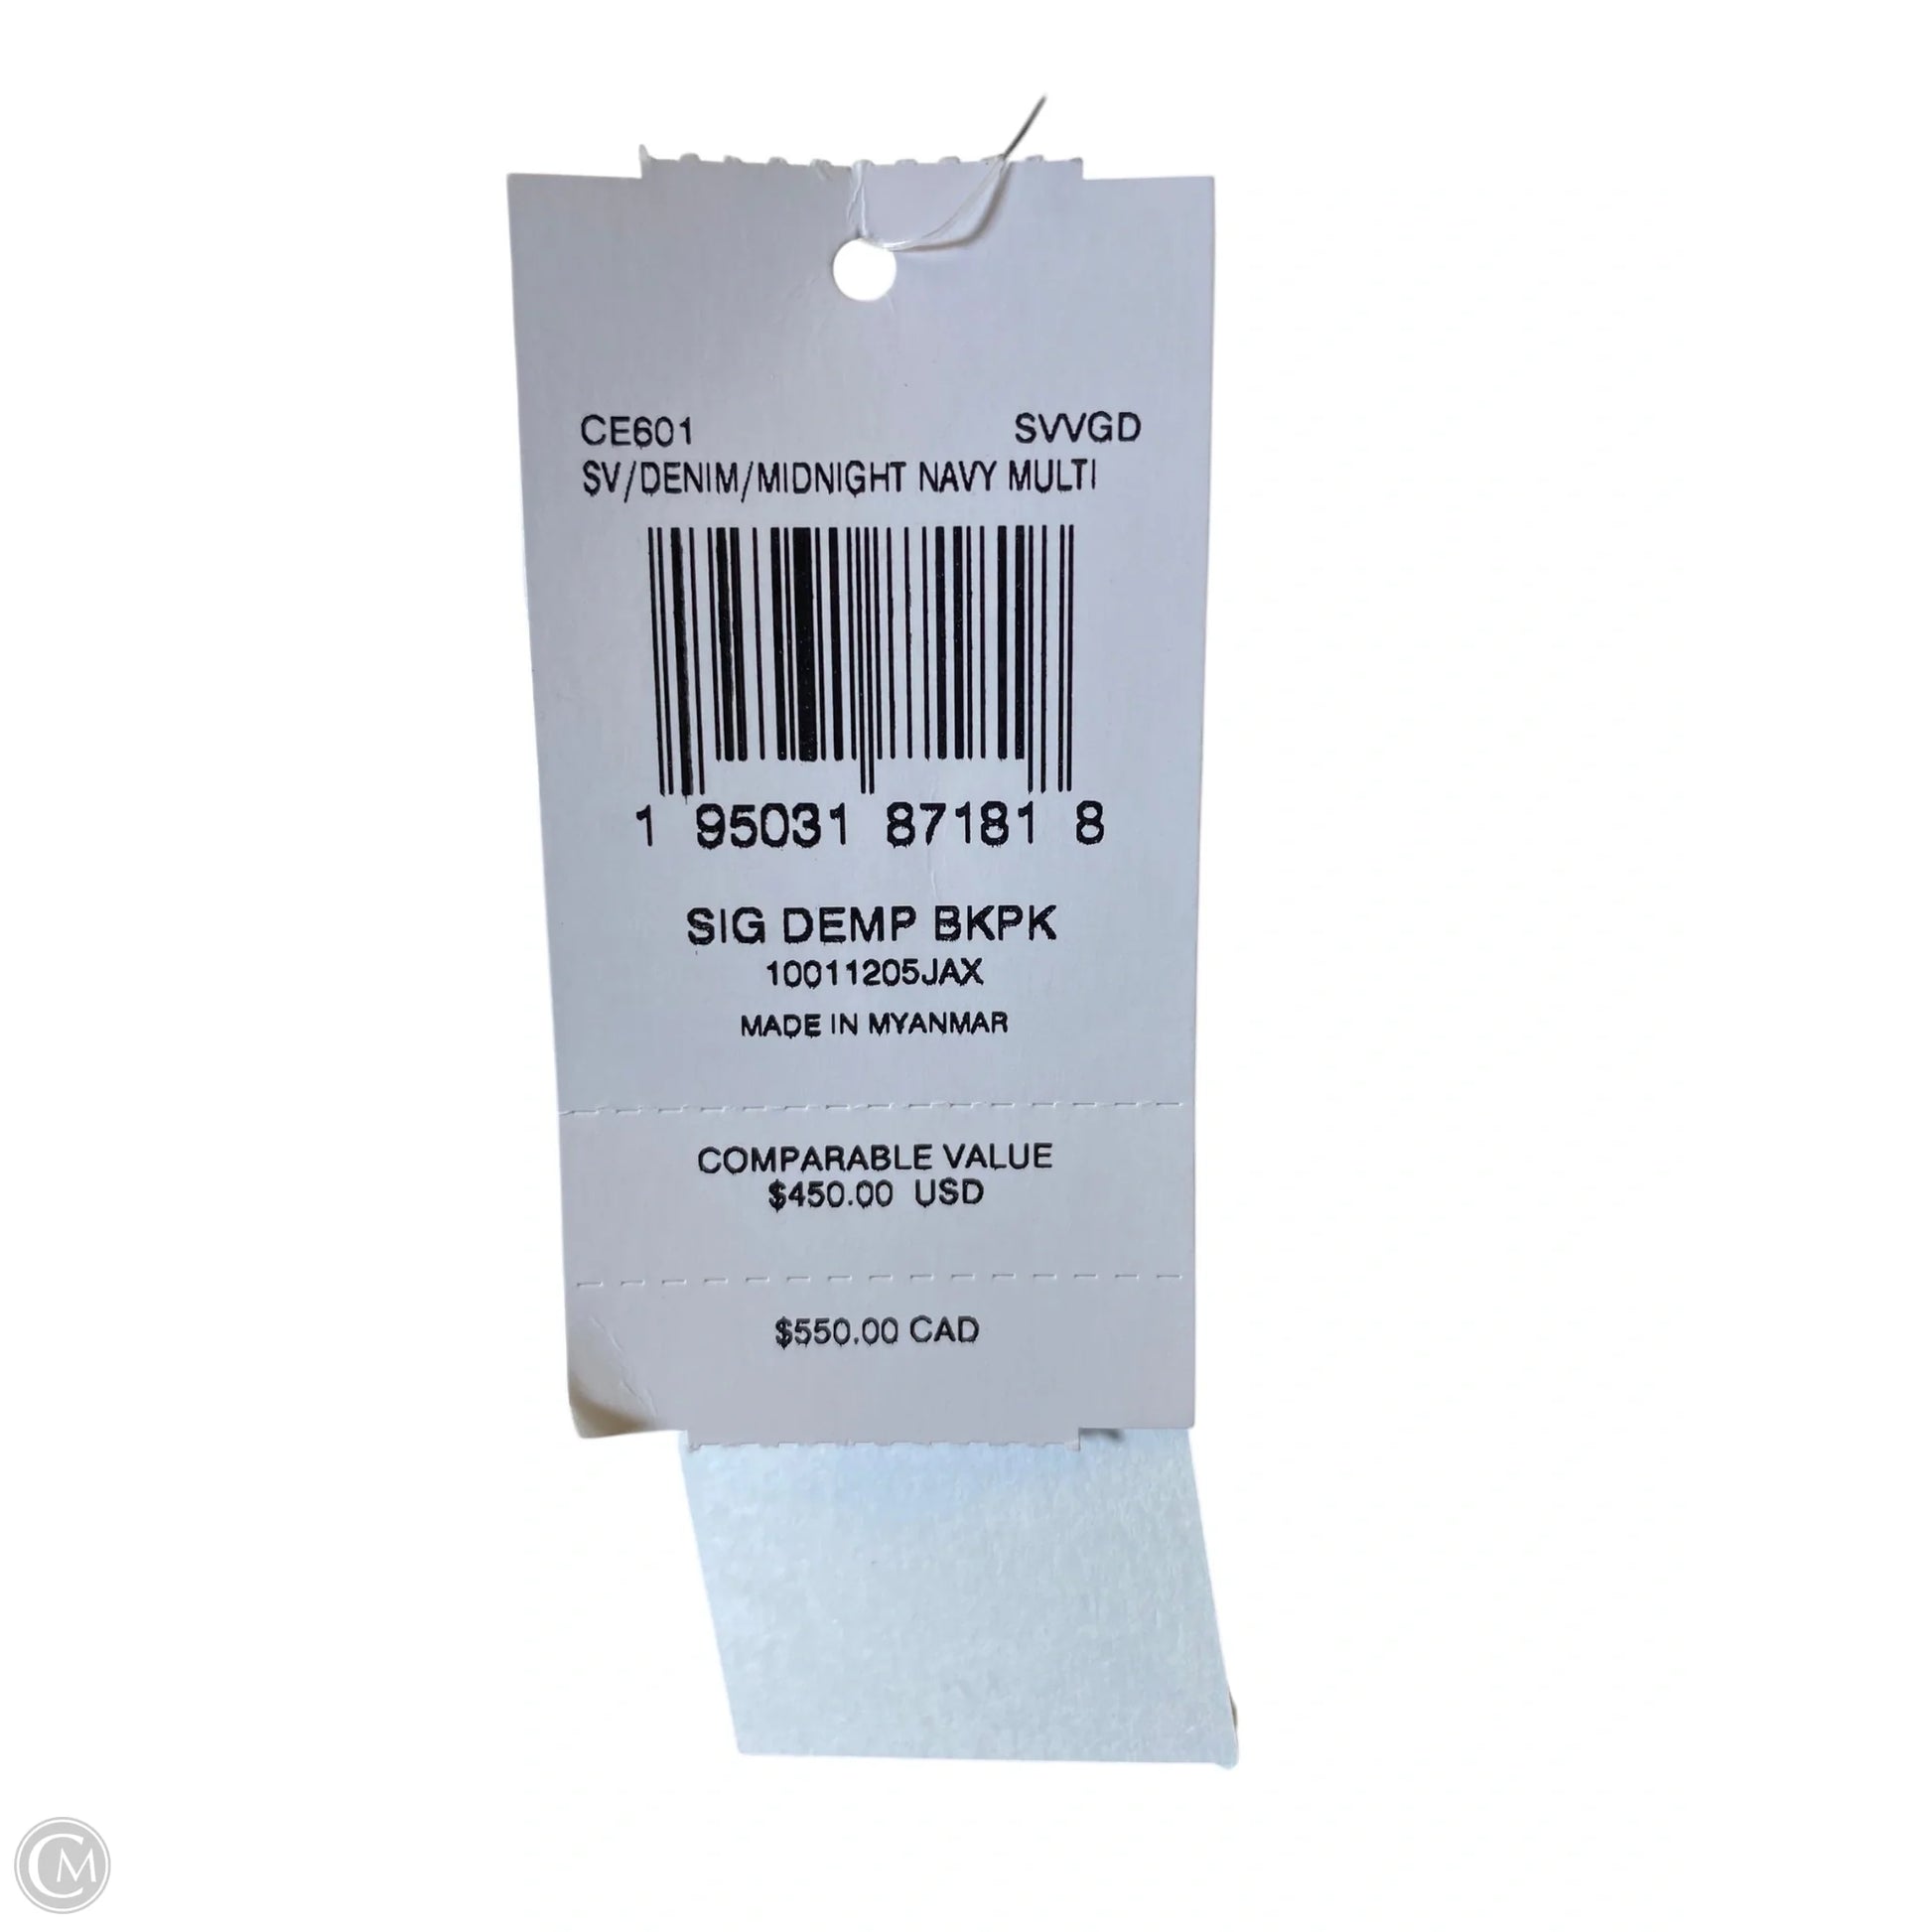 CE601 SVVGD
SV/DENIM/MIDNIGHT NAVY MULTI
1 95031 87181 8
SIG DEMP BKPK
10011205JAX
MADE IN MYANMAR
COMPARABLE VALUE
$450.00 USD
$550.00 CAD
CM